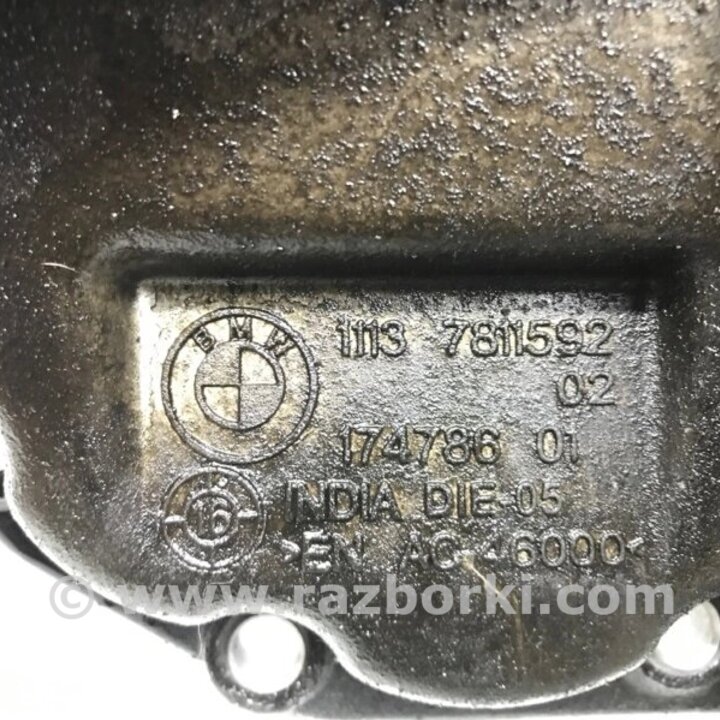 BMW
1113 7811592
02
174786 01
16
INDIA DIE-05
>EN AC-46000<
© www.razborki.com